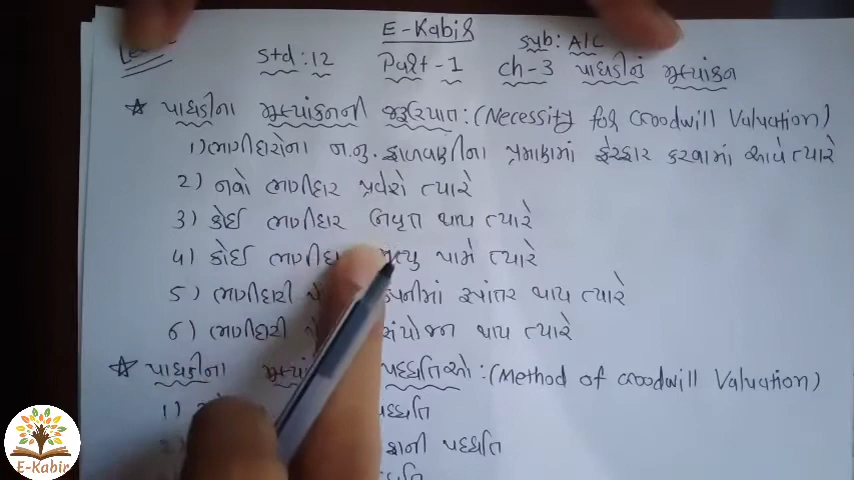 E-Kabir
Std: 12 Part-1 Sub: A/C
ch-3 પાઘડીનું મૂલ્યાંકન
☆ પાઘડીના મૂલ્યાંકનની જરૂરિયાત: (Necessity for Goodwill Valuation)
1) ભાગીદારોના ન.નુ. ફાળવણીના પ્રમાણમાં ફેરફાર કરવામાં આવે ત્યારે
2) નવો ભાગીદાર પ્રવેશે ત્યારે
3) કોઈ ભાગીદાર નિવૃત થાય ત્યારે
4) કોઈ ભાગીદાર પામે ત્યારે
5) ભાગીદારી રૂપાંતર થાય ત્યારે
6) ભાગીદારી સંયોજન થાય ત્યારે
☆ પાઘડીના પદ્ધતિઓ: (Method of Goodwill Valuation)
1) પદ્ધતિ
પદ્ધતિ
E-Kabir